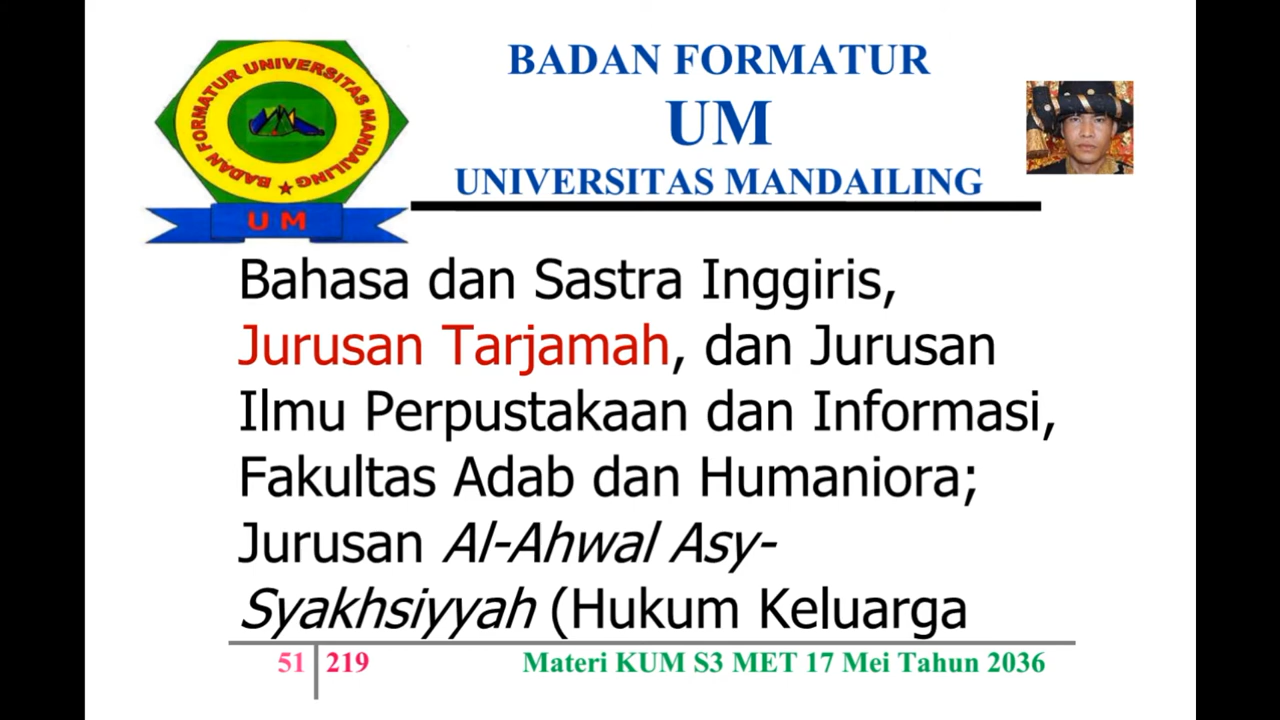 BADAN FORMATUR UNIVERSITAS MANDAILING
UM
BADAN FORMATUR
UM
UNIVERSITAS MANDAILING
Bahasa dan Sastra Inggiris,
Jurusan Tarjamah, dan Jurusan
Ilmu Perpustakaan dan Informasi,
Fakultas Adab dan Humaniora;
Jurusan Al-Ahwal Asy-
Syakhsiyyah (Hukum Keluarga
51 219 Materi KUM S3 MET 17 Mei Tahun 2036